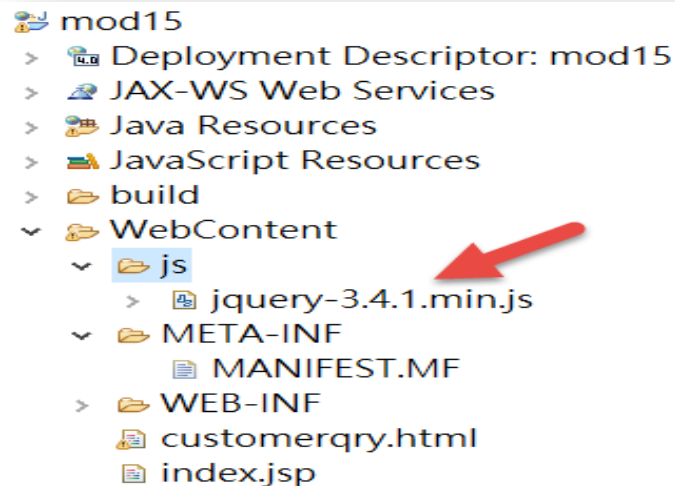 mod15
Deployment Descriptor: mod15
JAX-WS Web Services
Java Resources
JavaScript Resources
build
WebContent
js
jquery-3.4.1.min.js
META-INF
MANIFEST.MF
WEB-INF
customerqry.html
index.jsp